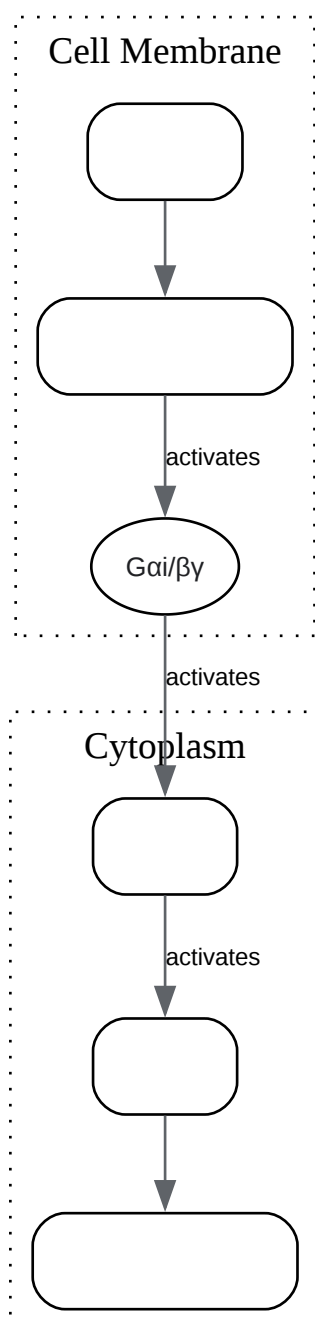 Cell Membrane
activates
Gαi/βγ
activates
Cytoplasm
activates